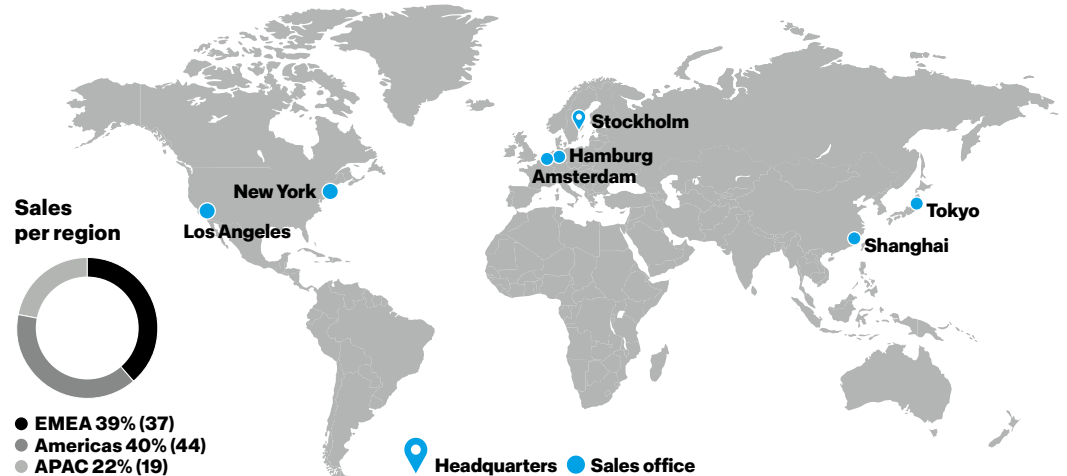 Stockholm
Hamburg
Amsterdam
New York
Los Angeles
Tokyo
Shanghai
Sales
per region
EMEA 39% (37)
Americas 40% (44)
APAC 22% (19)
Headquarters
Sales office